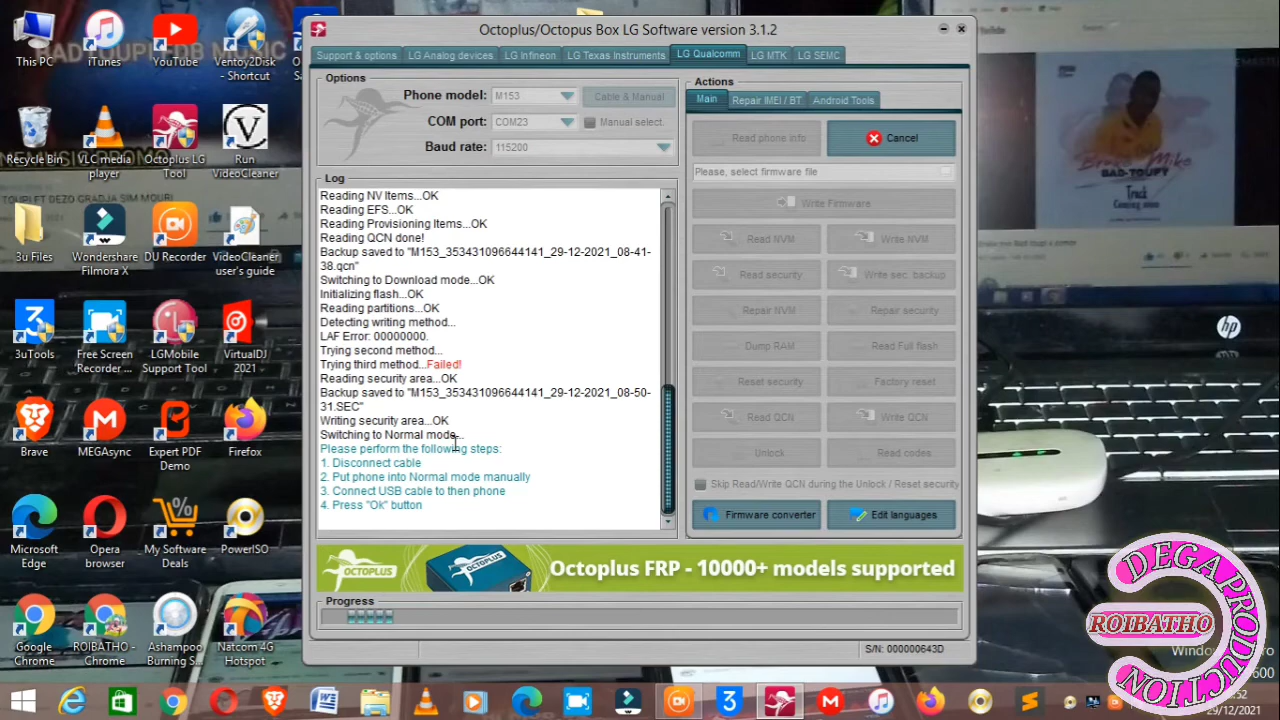 Octoplus/Octopus Box LG Software version 3.1.2
Support & options
LG Analog devices
LG Infineon
LG Texas Instruments
LG Qualcomm
LG MTK
LG SEMC
Options
Phone model:
M153
Cable & Manual
COM port:
COM23
Manual select.
Baud rate:
115200
Log
Reading NV Items...OK
Reading EFS...OK
Reading Provisioning Items...OK
Reading QCN done!
Backup saved to "M153_353431096644141_29-12-2021_08-41-
38.qcn"
Switching to Download mode...OK
Initializing flash...OK
Reading partitions...OK
Detecting writing method...
LAF Error: 00000000.
Trying second method...
Trying third method...Failed!
Reading security area...OK
Backup saved to "M153_353431096644141_29-12-2021_08-50-
31.SEC"
Writing security area...OK
Switching to Normal mode...
Please perform the following steps:
1. Disconnect cable
2. Put phone into Normal mode manually
3. Connect USB cable to then phone
4. Press "Ok" button
Actions
Main
Repair IMEI / BT
Android Tools
Read phone info
Cancel
Please, select firmware file
Write Firmware
Read NVM
Write NVM
Read security
Write sec. backup
Repair NVM
Repair security
Dump RAM
Read Full flash
Reset security
Factory reset
Read QCN
Write QCN
Unlock
Read codes
Skip Read/Write QCN during the Unlock / Reset security
Firmware converter
Edit languages
OCTOPLUS
OCTOPLUS
Octoplus FRP - 10000+ models supported
Progress
S/N: 000000643D
This PC
iTunes
YouTube
Ventoy2Disk
- Shortcut
Recycle Bin
VLC media
player
Octoplus LG
Tool
Run
VideoCleaner
3u Files
Wondershare
Filmora X
DU Recorder
VideoCleaner
user's guide
3uTools
Free Screen
Recorder ...
LGMobile
Support Tool
VirtualDJ
2021
Brave
MEGAsync
Expert PDF
Demo
Firefox
Microsoft
Edge
Opera
browser
My Software
Deals
PowerISO
Google
Chrome
ROIBATHO -
Chrome
Ashampoo
Burning S...
Natcom 4G
Hotspot
BAD-TOUPY
Truck
Coming soon
hp
DEGA PRODUCTION
ROIBATHO
29/12/2021